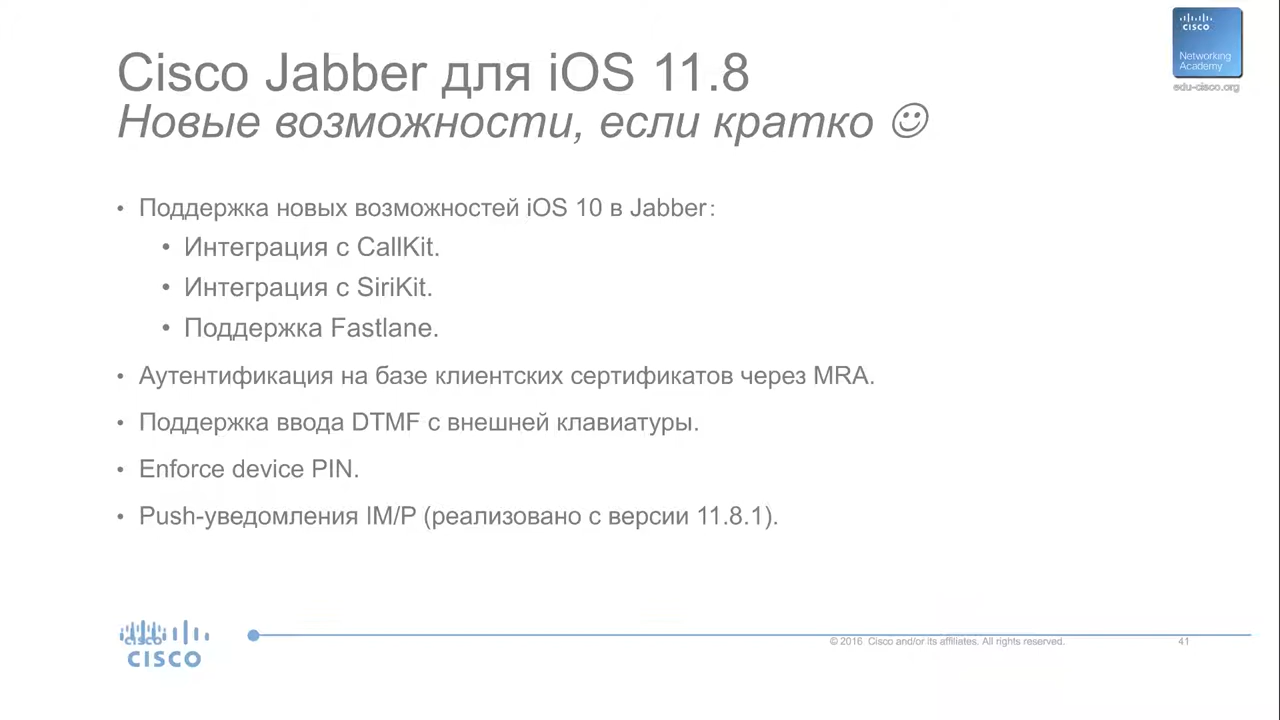 CISCO
Networking
Academy
edu-cisco.org
Cisco Jabber для iOS 11.8
Новые возможности, если кратко ☺
• Поддержка новых возможностей iOS 10 в Jabber:
• Интеграция с CallKit.
• Интеграция с SiriKit.
• Поддержка Fastlane.
• Аутентификация на базе клиентских сертификатов через MRA.
• Поддержка ввода DTMF с внешней клавиатуры.
• Enforce device PIN.
• Push-уведомления IM/P (реализовано с версии 11.8.1).
CISCO
CISCO
© 2016 Cisco and/or its affiliates. All rights reserved.
41